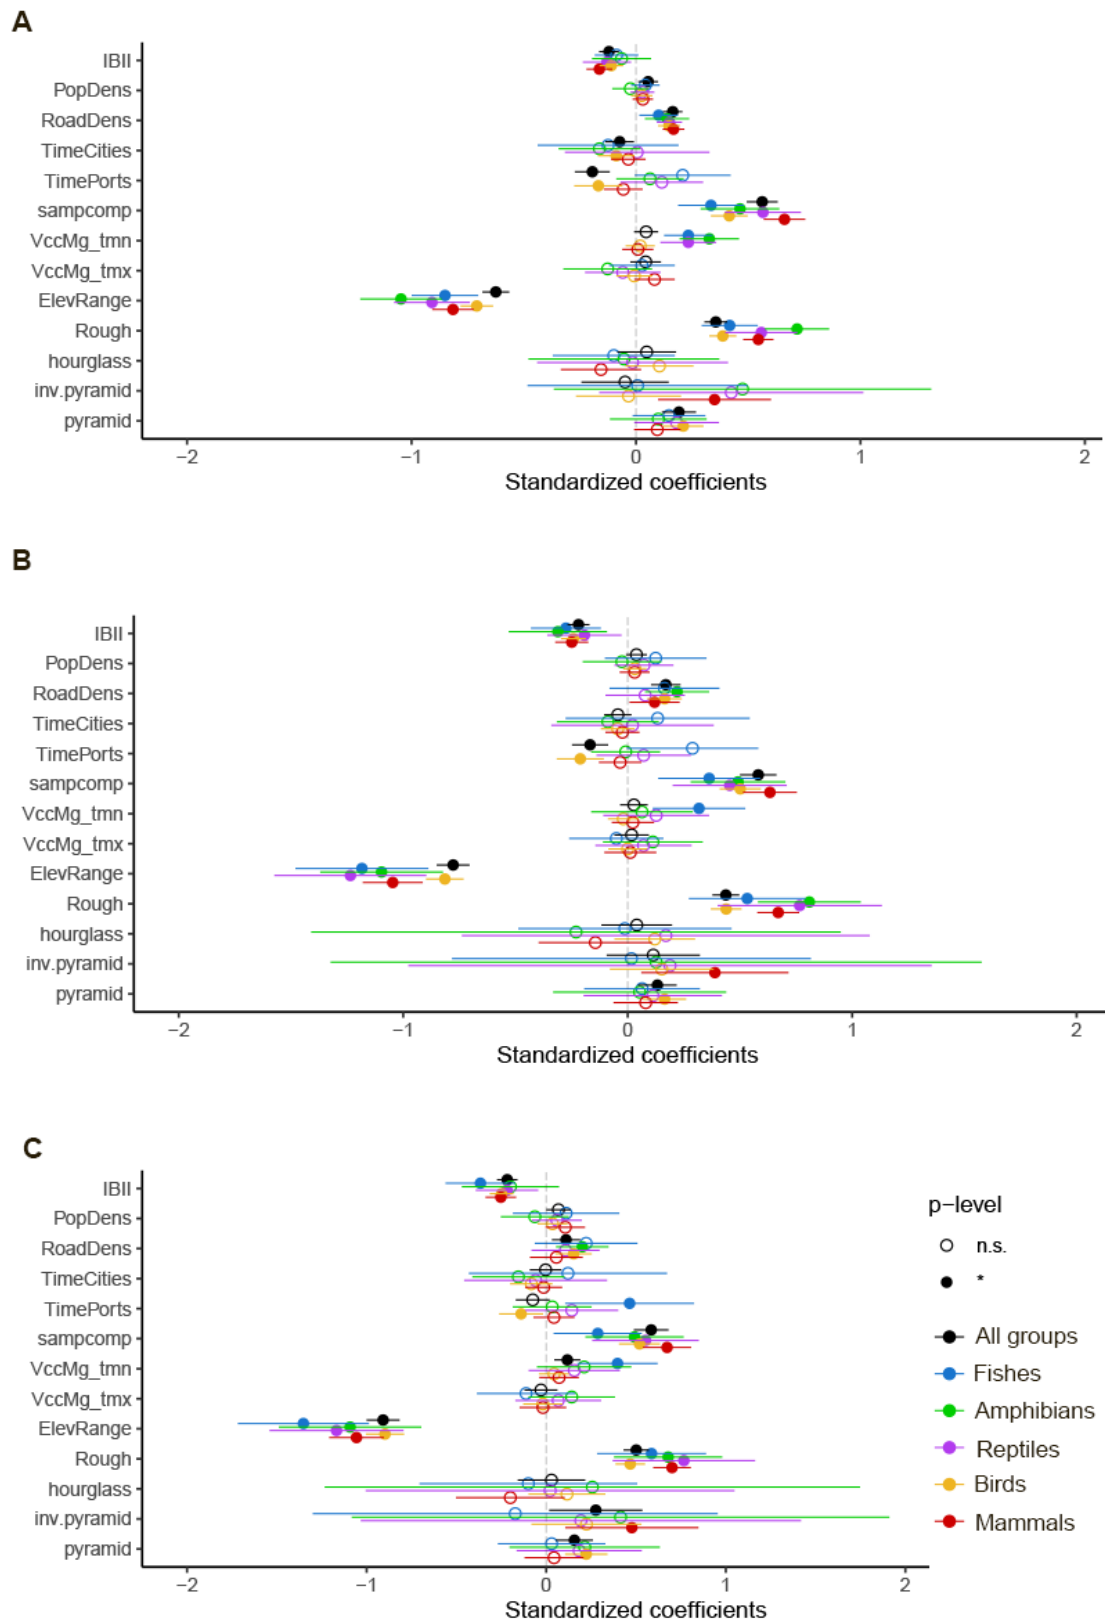 A
IBII
PopDens
RoadDens
TimeCities
TimePorts
sampcomp
VccMg_tmn
VccMg_tmx
ElevRange
Rough
hourglass
inv.pyramid
pyramid
−2 −1 0 1 2
Standardized coefficients
B
IBII
PopDens
RoadDens
TimeCities
TimePorts
sampcomp
VccMg_tmn
VccMg_tmx
ElevRange
Rough
hourglass
inv.pyramid
pyramid
−2 −1 0 1 2
Standardized coefficients
C
IBII
PopDens
RoadDens
TimeCities
TimePorts
sampcomp
VccMg_tmn
VccMg_tmx
ElevRange
Rough
hourglass
inv.pyramid
pyramid
−2 −1 0 1 2
Standardized coefficients
p−level
n.s.
*
All groups
Fishes
Amphibians
Reptiles
Birds
Mammals